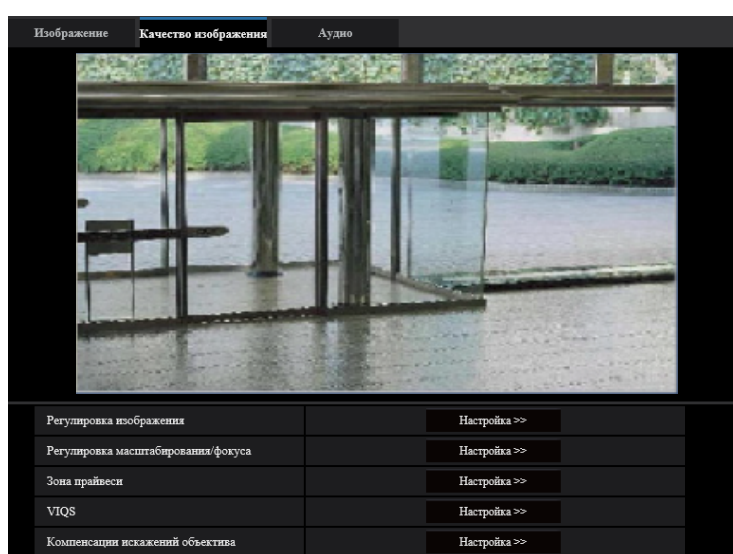 Изображение Качество изображения Аудио
Регулировка изображения Настройка >>
Регулировка масштабирования/фокуса Настройка >>
Зона прайвеси Настройка >>
VIQS Настройка >>
Компенсации искажений объектива Настройка >>